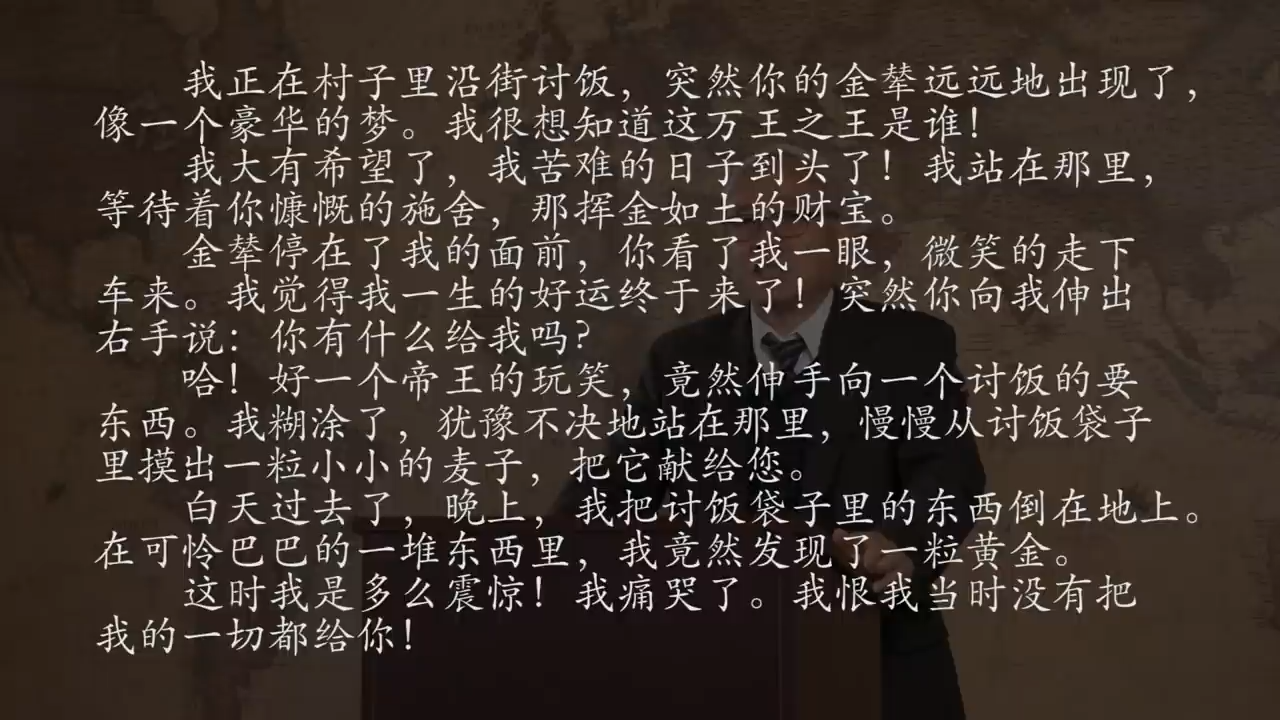 我正在村子里沿街讨饭，突然你的金辇远远地出现了，
像一个豪华的梦。我很想知道这万王之王是谁！
我大有希望了，我苦难的日子到头了！我站在那里，
等待着你慷慨的施舍，那挥金如土的财宝。
金辇停在了我的面前，你看了我一眼，微笑的走下
车来。我觉得我一生的好运终于来了！突然你向我伸出
右手说：你有什么给我吗？
哈！好一个帝王的玩笑，竟然伸手向一个讨饭的要
东西。我糊涂了，犹豫不决地站在那里，慢慢从讨饭袋子
里摸出一粒小小的麦子，把它献给您。
白天过去了，晚上，我把讨饭袋子里的东西倒在地上。
在可怜巴巴的一堆东西里，我竟然发现了一粒黄金。
这时我是多么震惊！我痛哭了。我恨我当时没有把
我的一切都给你！